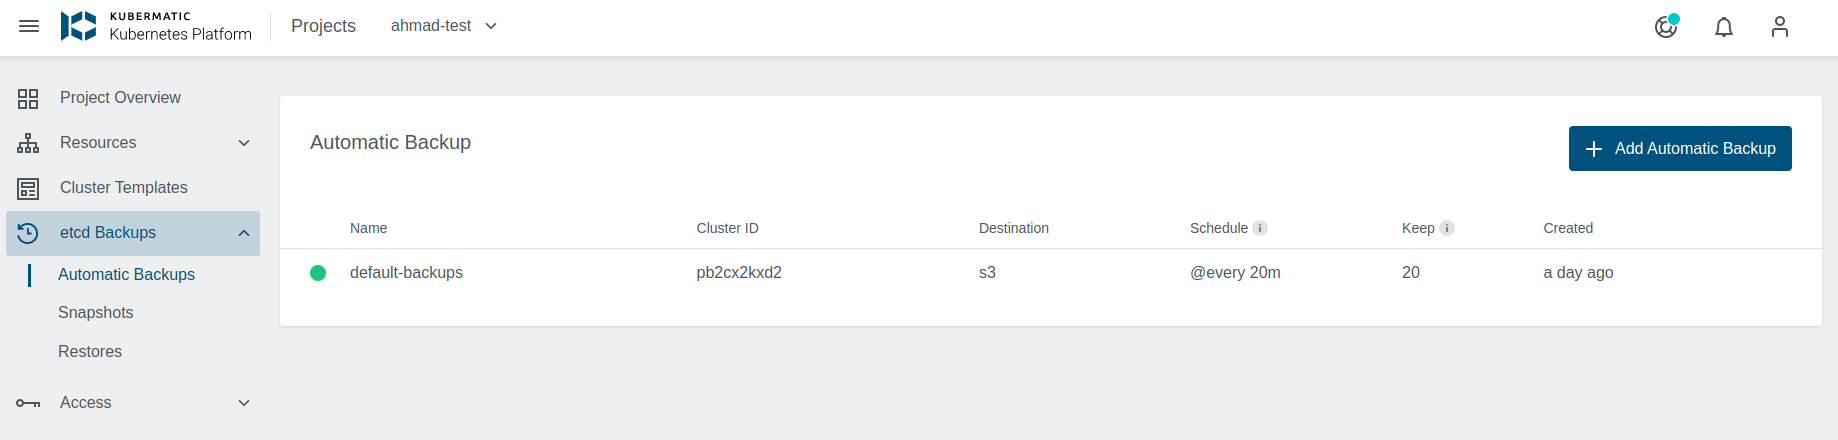 KUBERMATIC
Kubernetes Platform
Projects
ahmad-test
Project Overview
Resources
Cluster Templates
etcd Backups
Automatic Backups
Snapshots
Restores
Access
Automatic Backup
Add Automatic Backup
Name Cluster ID Destination Schedule i Keep i Created
default-backups pb2cx2kxd2 s3 @every 20m 20 a day ago